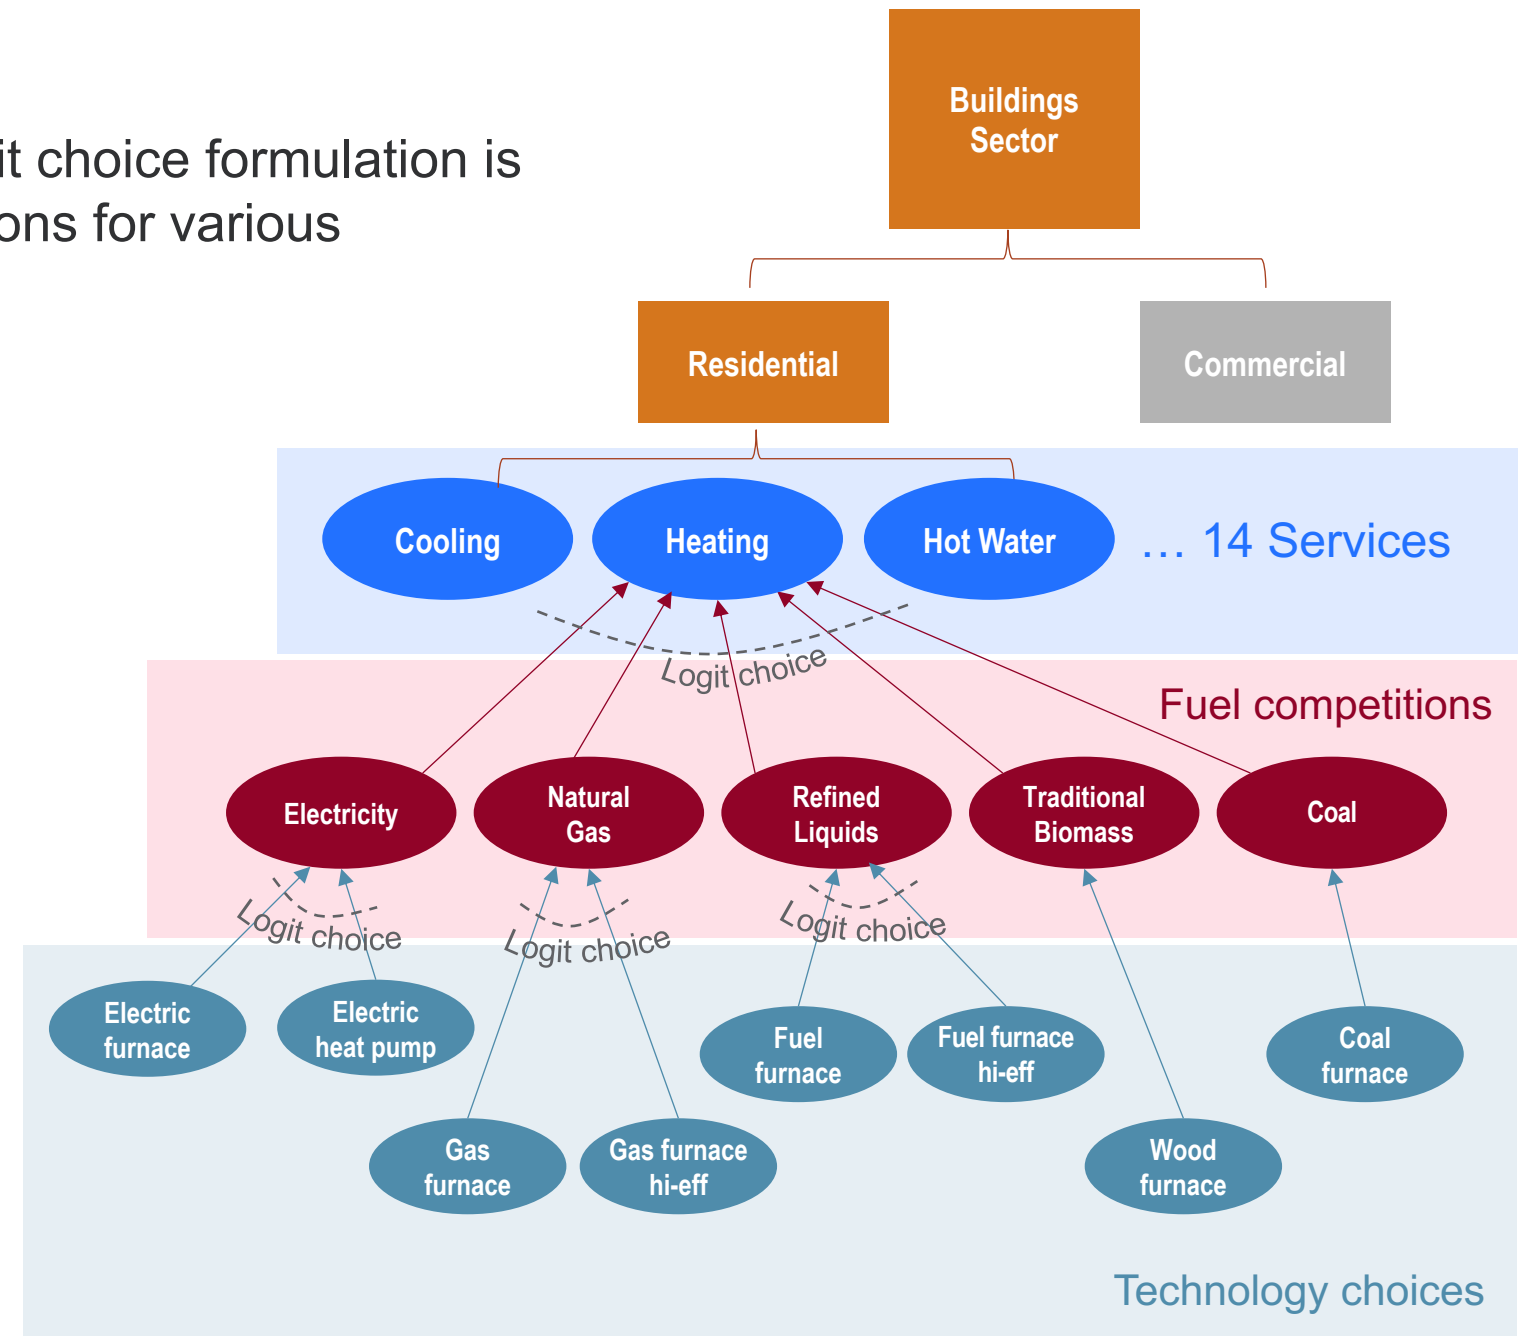 it choice formulation is
ons for various
Buildings
Sector
Residential
Commercial
Cooling
Heating
Hot Water
… 14 Services
Logit choice
Fuel competitions
Electricity
Natural
Gas
Refined
Liquids
Traditional
Biomass
Coal
Logit choice
Logit choice
Logit choice
Electric
furnace
Electric
heat pump
Fuel
furnace
Fuel furnace
hi-eff
Coal
furnace
Gas
furnace
Gas furnace
hi-eff
Wood
furnace
Technology choices